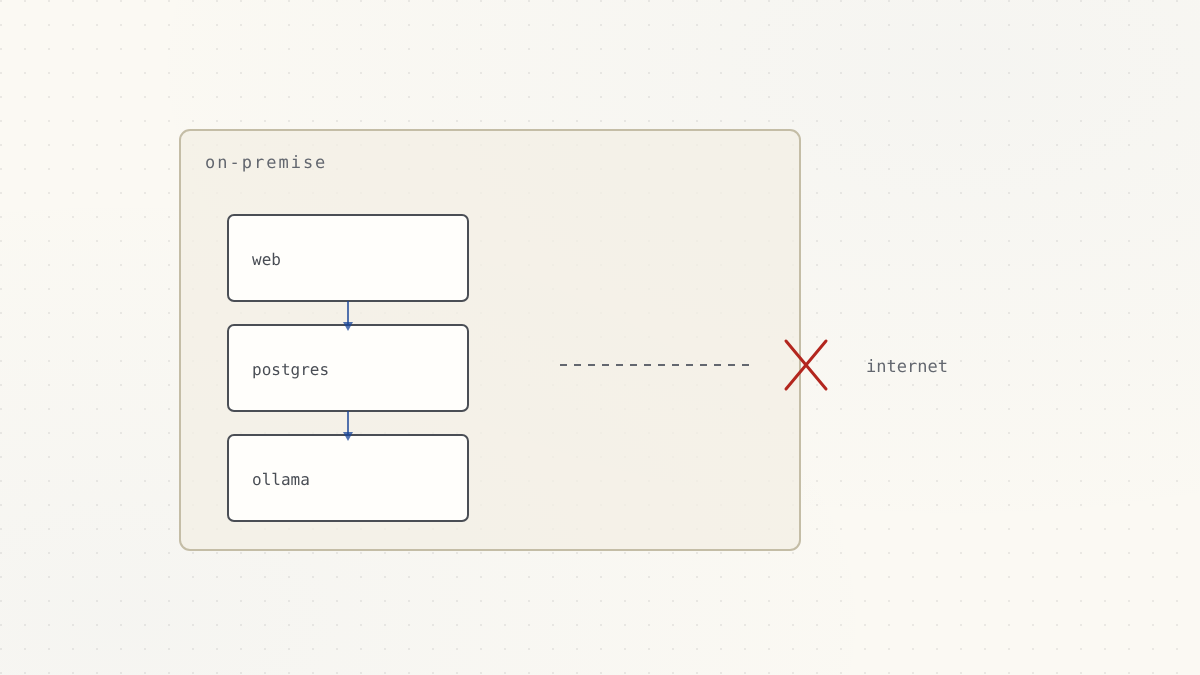 on-premise
web
postgres
internet
ollama